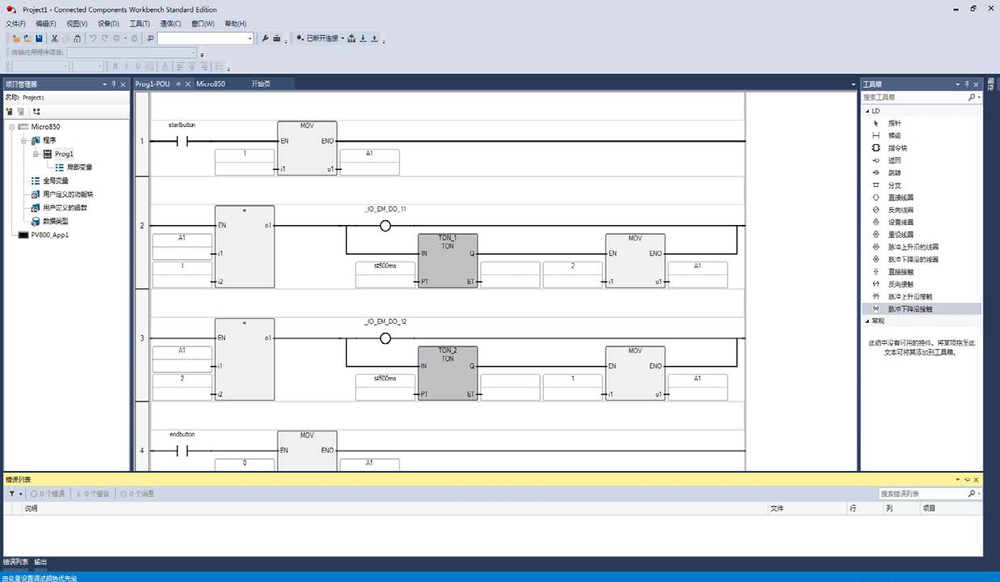 Project1 - Connected Components Workbench Standard Edition
文件(F) 编辑(E) 视图(V) 设备(D) 工具(T) 通信(C) 窗口(W) 帮助(H)
已断开连接
传统应用程序语言:
项目管理器
Prog1-POU Micro850 开始页
工具箱
名称: Project1
搜索工具箱
Micro850
程序
Prog1
局部变量
全局变量
用户定义的功能块
用户定义的函数
数据类型
PV800_App1
startbutton MOV
1 EN ENO
1 A1
i1 o1
_IO_EM_DO_11
2 EN = o1
A1 TON_1 MOV
TON
i1 IN Q EN ENO
1 t#500ms 2 A1
i2 PT ET i1 o1
_IO_EM_DO_12
3 EN = o1
A1 TON_2 MOV
TON
i1 IN Q EN ENO
2 t#500ms 1 A1
i2 PT ET i1 o1
endbutton MOV
4 EN ENO
0 A1
LD
指针
梯级
指令块
返回
跳转
分支
直接线圈
反向线圈
设置线圈
重设线圈
脉冲上升沿的线圈
脉冲下降沿的线圈
直接接触
反向接触
脉冲上升沿接触
脉冲下降沿接触
常规
此组中没有可用的控件。将某项拖至此
文本可将其添加到工具箱。
错误列表
0 个错误 0 个警告 0 个消息
搜索错误列表
说明 文件 行 列 项目
错误列表 输出
由变量设置调试颜色优先级